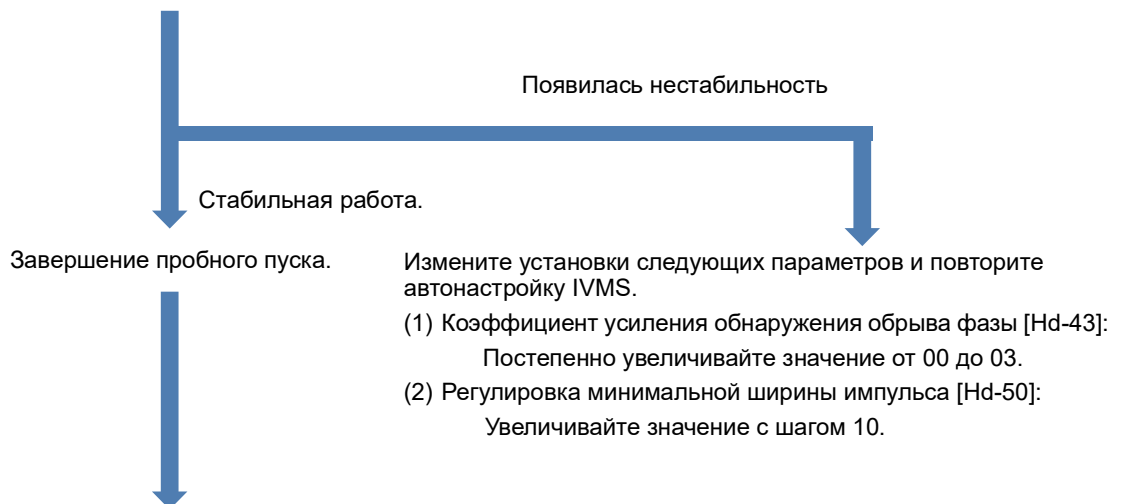 Появилась нестабильность
Стабильная работа.
Завершение пробного пуска.
Измените установки следующих параметров и повторите
автонастройку IVMS.
(1) Коэффициент усиления обнаружения обрыва фазы [Hd-43]:
Постепенно увеличивайте значение от 00 до 03.
(2) Регулировка минимальной ширины импульса [Hd-50]:
Увеличивайте значение с шагом 10.